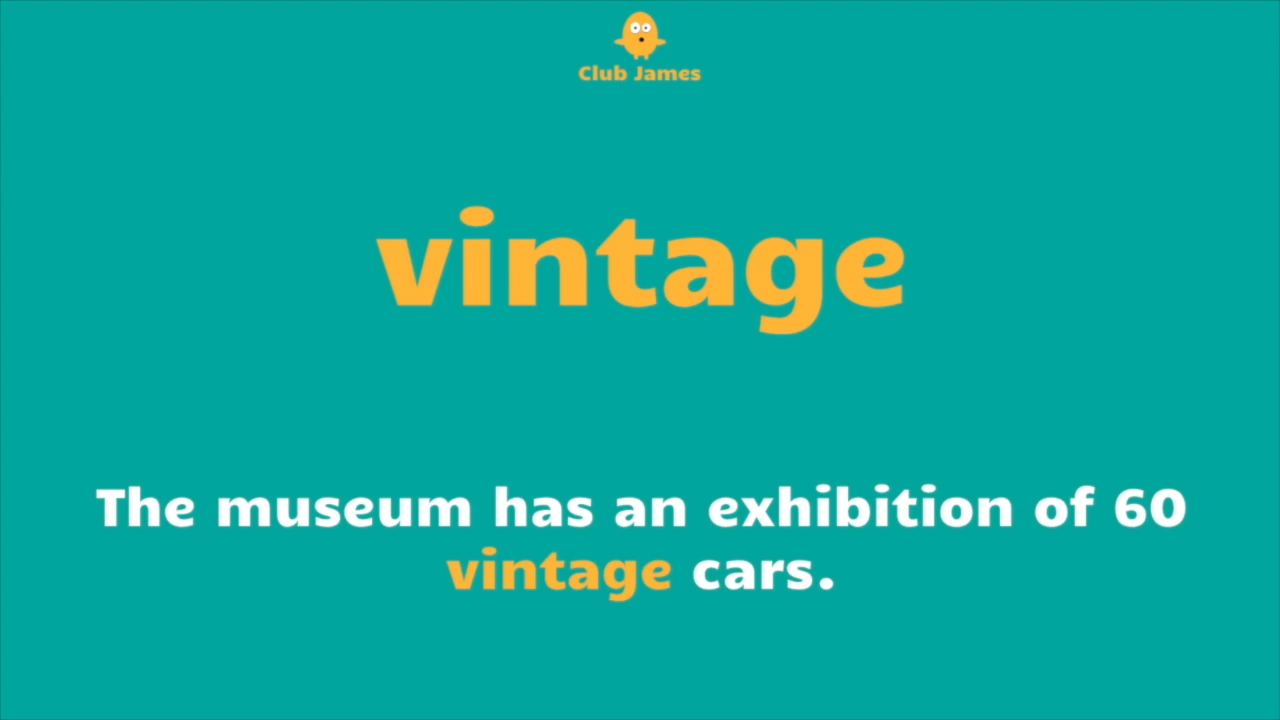 Club James
vintage
The museum has an exhibition of 60
vintage cars.